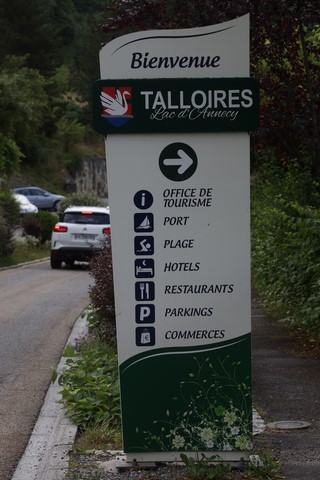 Bienvenue
TALLOIRES
Lac d'Annecy
i
OFFICE DE
TOURISME
PORT
PLAGE
HOTELS
RESTAURANTS
P
PARKINGS
COMMERCES